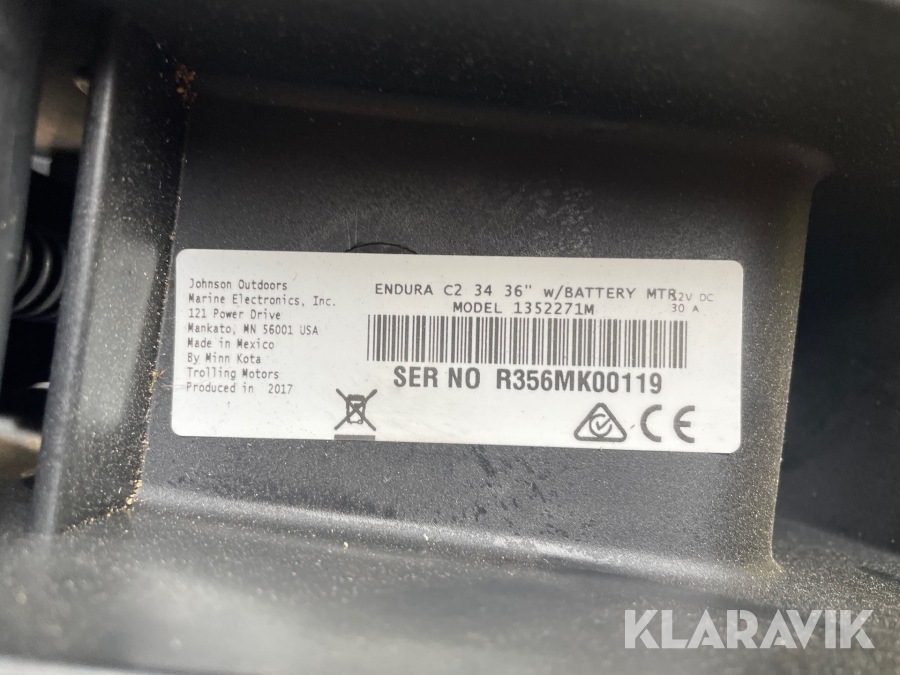 Johnson Outdoors
Marine Electronics, Inc.
121 Power Drive
Mankato, MN 56001 USA
Made in Mexico
By Minn Kota
Trolling Motors
Produced in 2017
ENDURA C2 34 36" w/BATTERY MTR
12V DC
30 A
MODEL 1352271M
SER NO R356MK00119
CE
KLARAVIK